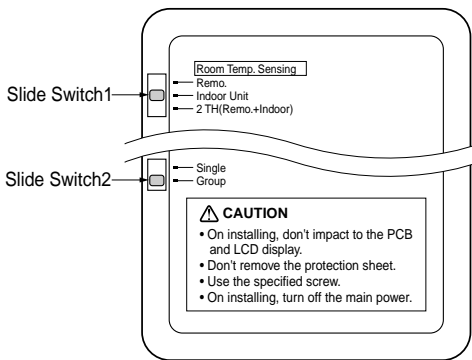 Room Temp. Sensing
Remo.
Slide Switch1
Indoor Unit
2 TH(Remo.+Indoor)
Single
Slide Switch2
Group
⚠ CAUTION
• On installing, don't impact to the PCB
and LCD display.
• Don't remove the protection sheet.
• Use the specified screw.
• On installing, turn off the main power.